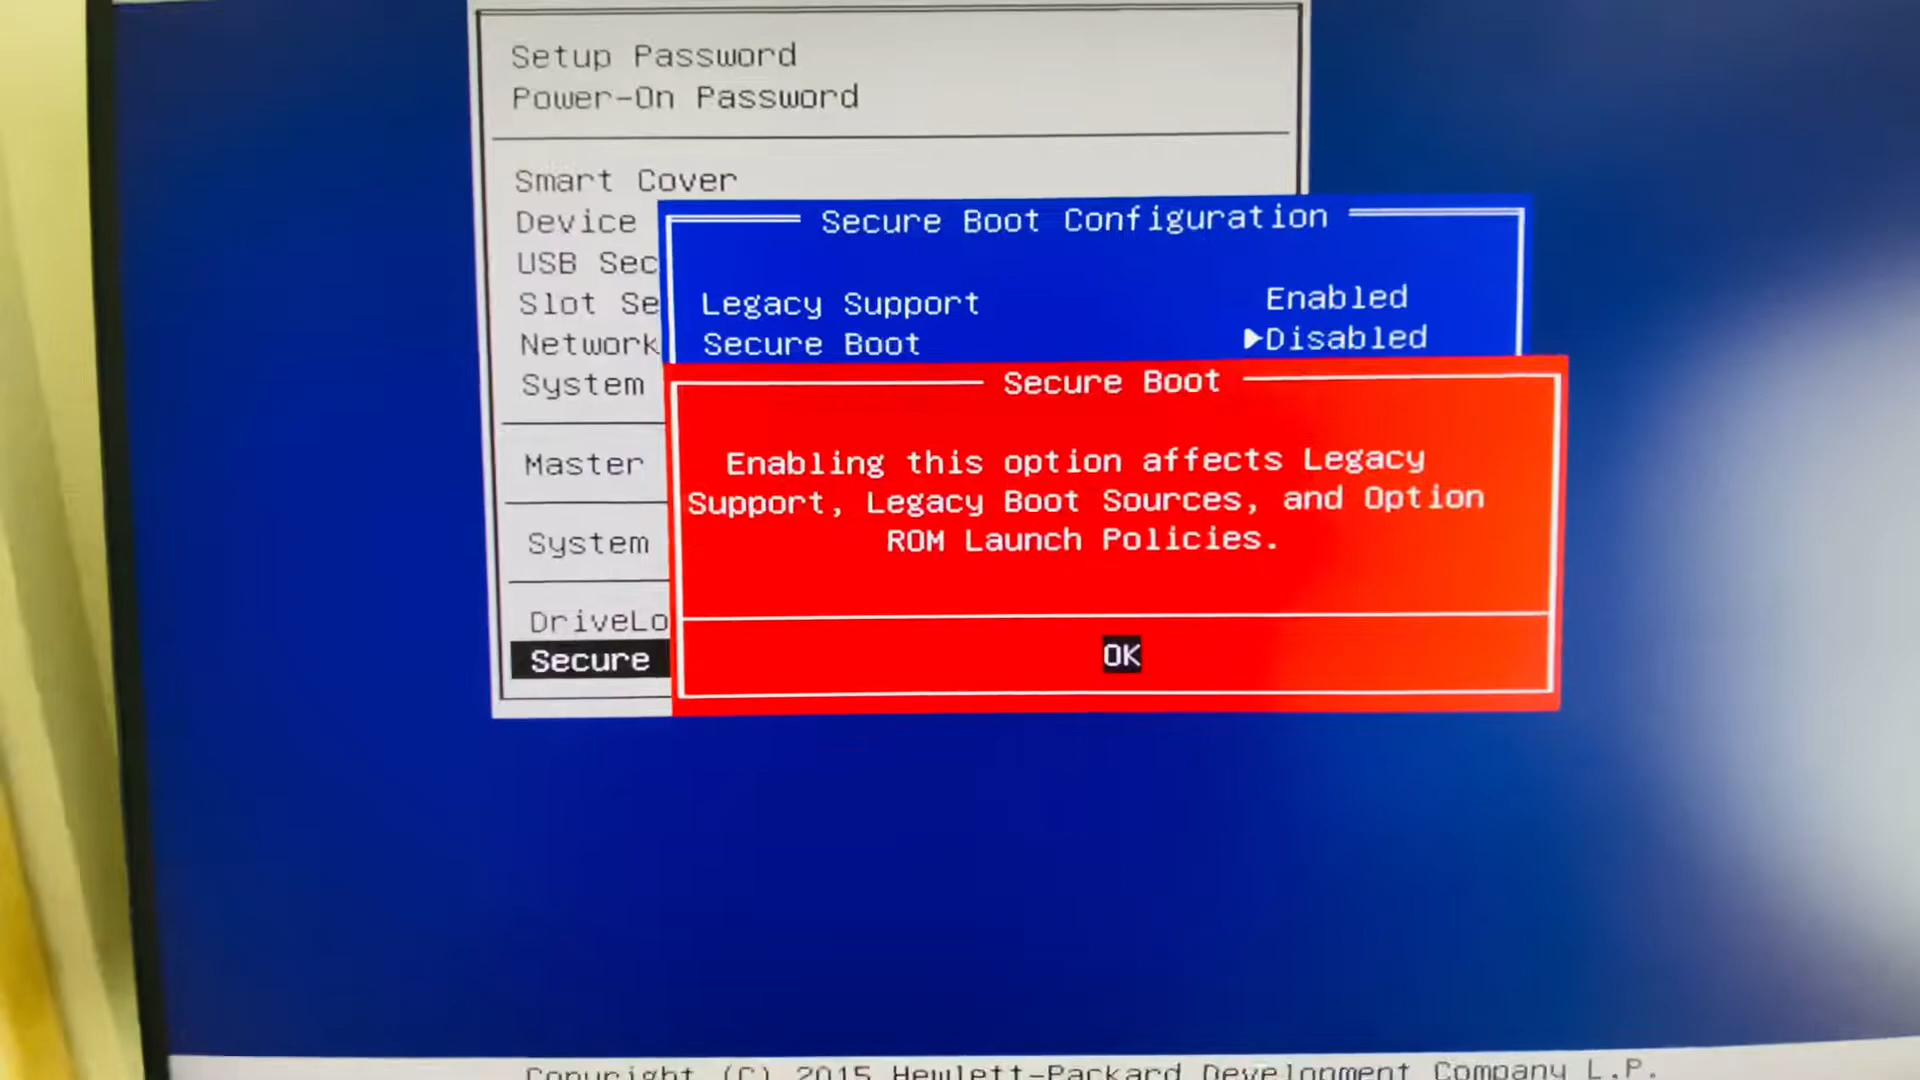 Setup Password
Power-On Password
Smart Cover
Device
USB Sec
Slot Se
Network
System
Master
System
DriveLo
Secure
Secure Boot Configuration
Legacy Support Enabled
Secure Boot ▶Disabled
Secure Boot
Enabling this option affects Legacy
Support, Legacy Boot Sources, and Option
ROM Launch Policies.
OK
Copyright (C) 2015 Hewlett-Packard Development Company L.P.